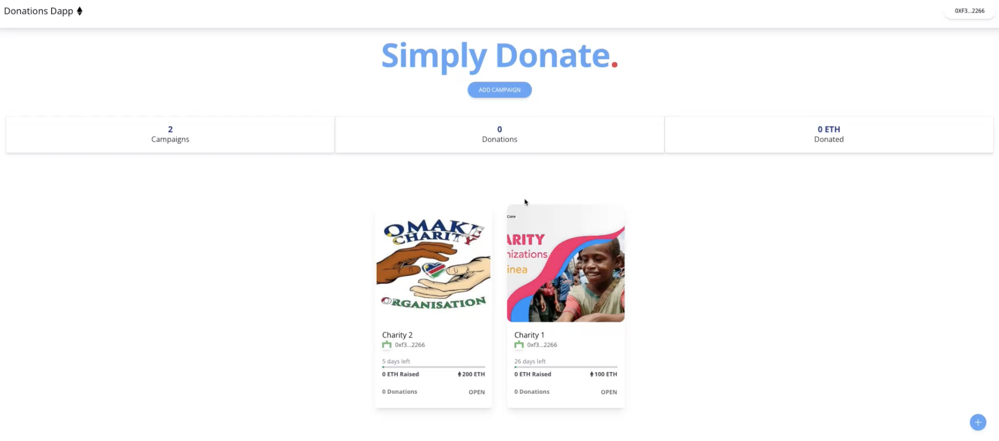 Donations Dapp
0XF3...2266
Simply Donate.
ADD CAMPAIGN
2
Campaigns
0
Donations
0 ETH
Donated
OMAKE
CHARITY
ORGANISATION
Charity 2
0xf3...2266
5 days left
0 ETH Raised
200 ETH
0 Donations
OPEN
Care
ARITY
nizations
inea
Charity 1
0xf3...2266
26 days left
0 ETH Raised
100 ETH
0 Donations
OPEN